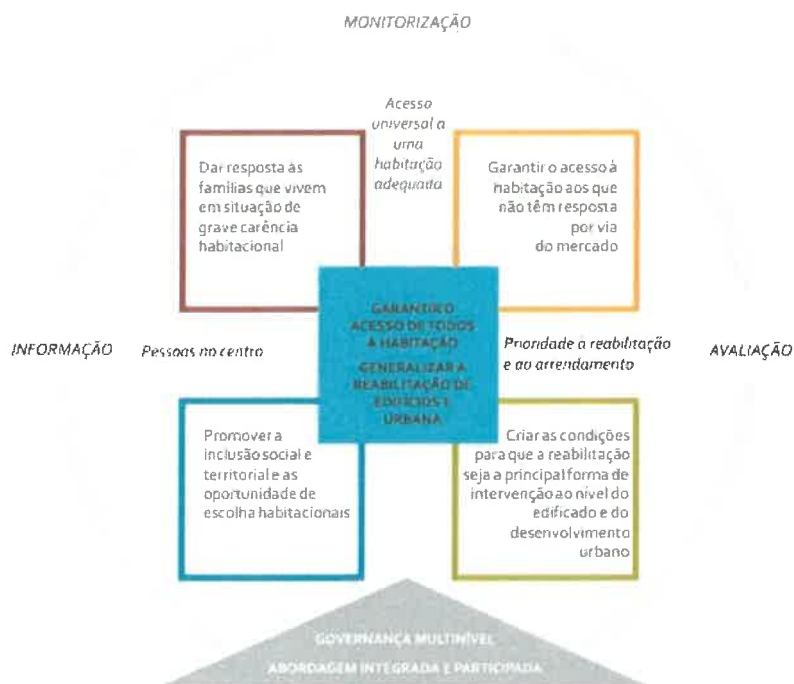 MONITORIZAÇÃO
Acesso
universal a
uma
habitação
adequada
Dar resposta às
famílias que vivem
em situação de
grave carência
habitacional
Garantir o acesso à
habitação aos que
não têm resposta
por via
do mercado
GARANTIR O
ACESSO DE TODOS
À HABITAÇÃO
GENERALIZAR A
REABILITAÇÃO DE
EDIFÍCIOS E
URBANA
INFORMAÇÃO
Pessoas no centro
Prioridade à reabilitação
e ao arrendamento
AVALIAÇÃO
Promover a
inclusão social e
territorial e as
oportunidade de
escolha habitacionais
Criar as condições
para que a reabilitação
seja a principal forma de
intervenção ao nível do
edificado e do
desenvolvimento
urbano
GOVERNANÇA MULTINÍVEL
ABORDAGEM INTEGRADA E PARTICIPADA